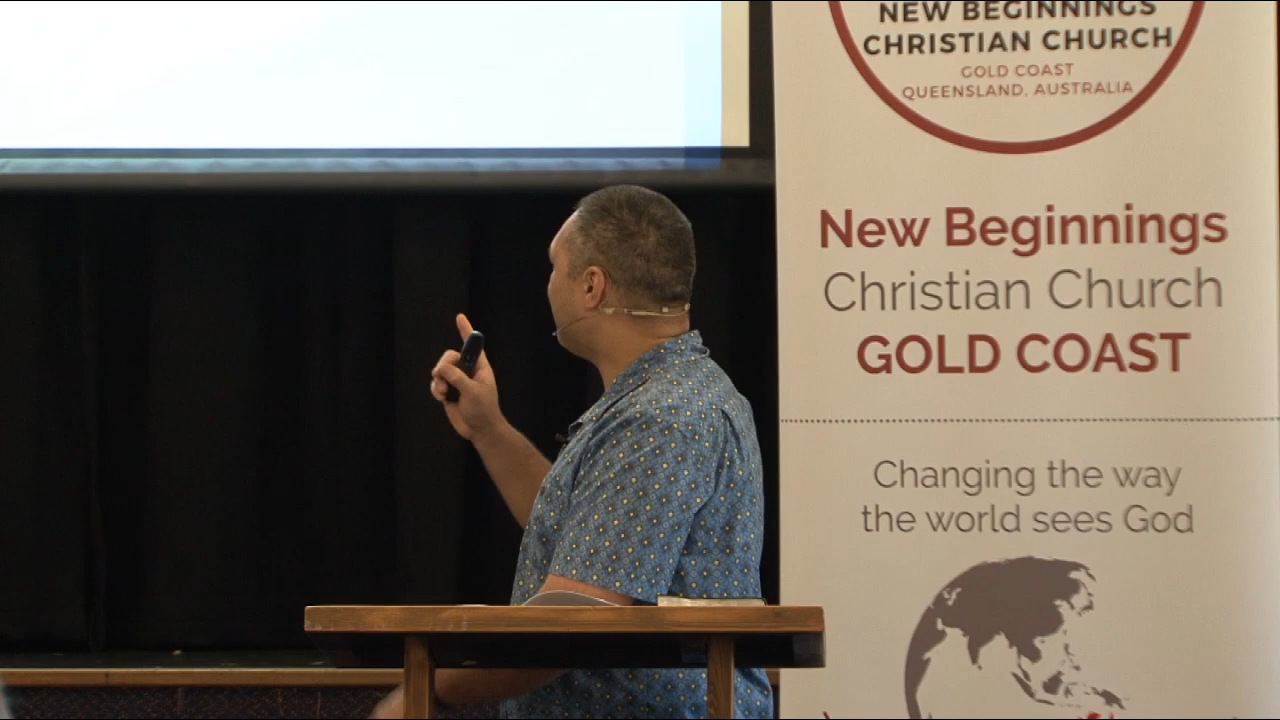 NEW BEGINNINGS
CHRISTIAN CHURCH
GOLD COAST
QUEENSLAND, AUSTRALIA
New Beginnings
Christian Church
GOLD COAST
Changing the way
the world sees God